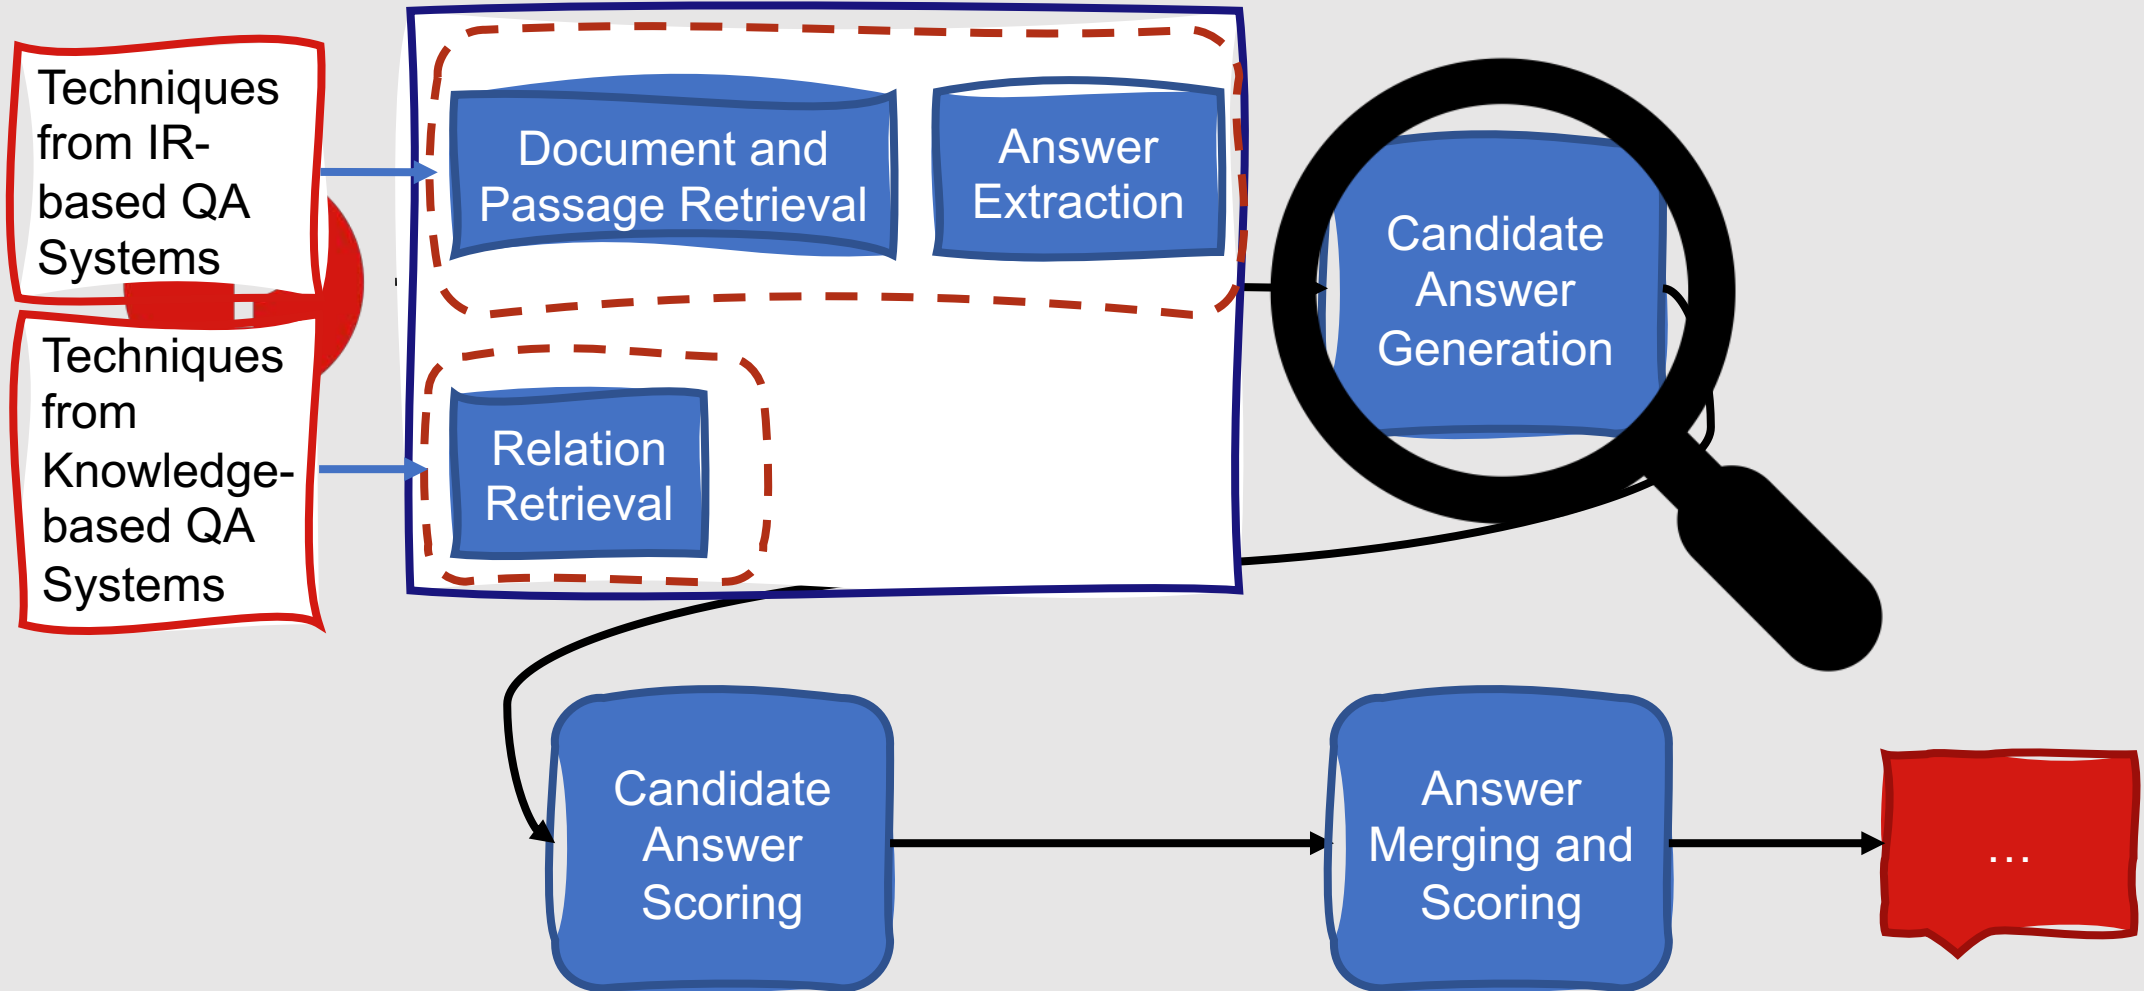 Techniques
from IR-
based QA
Systems
Techniques
from
Knowledge-
based QA
Systems
Document and
Passage Retrieval
Answer
Extraction
Relation
Retrieval
Candidate
Answer
Generation
Candidate
Answer
Scoring
Answer
Merging and
Scoring
...